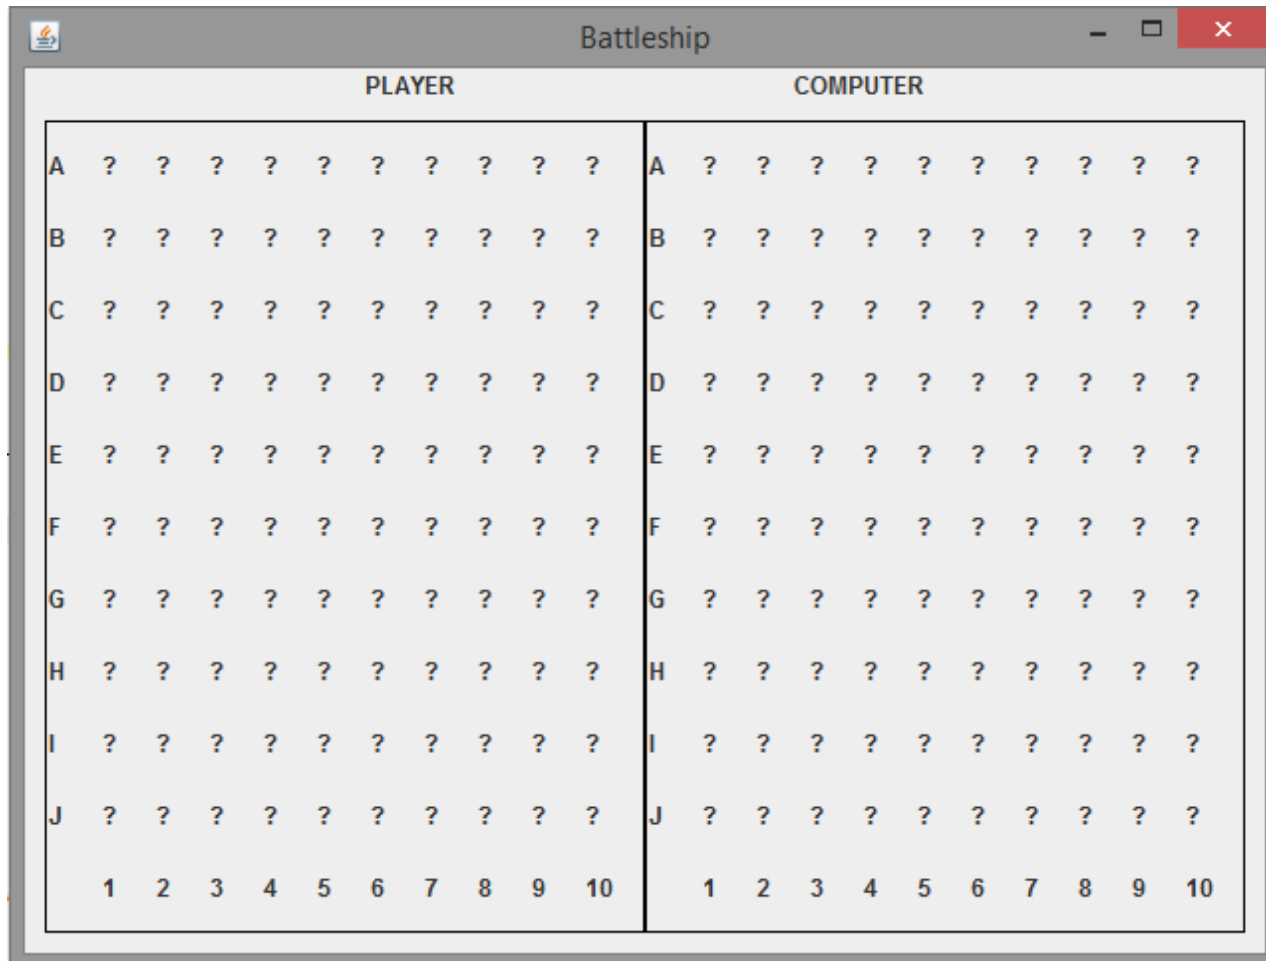 Battleship
PLAYER COMPUTER
A ? ? ? ? ? ? ? ? ? ? A ? ? ? ? ? ? ? ? ? ?
B ? ? ? ? ? ? ? ? ? ? B ? ? ? ? ? ? ? ? ? ?
C ? ? ? ? ? ? ? ? ? ? C ? ? ? ? ? ? ? ? ? ?
D ? ? ? ? ? ? ? ? ? ? D ? ? ? ? ? ? ? ? ? ?
E ? ? ? ? ? ? ? ? ? ? E ? ? ? ? ? ? ? ? ? ?
F ? ? ? ? ? ? ? ? ? ? F ? ? ? ? ? ? ? ? ? ?
G ? ? ? ? ? ? ? ? ? ? G ? ? ? ? ? ? ? ? ? ?
H ? ? ? ? ? ? ? ? ? ? H ? ? ? ? ? ? ? ? ? ?
I ? ? ? ? ? ? ? ? ? ? I ? ? ? ? ? ? ? ? ? ?
J ? ? ? ? ? ? ? ? ? ? J ? ? ? ? ? ? ? ? ? ?
1 2 3 4 5 6 7 8 9 10 1 2 3 4 5 6 7 8 9 10